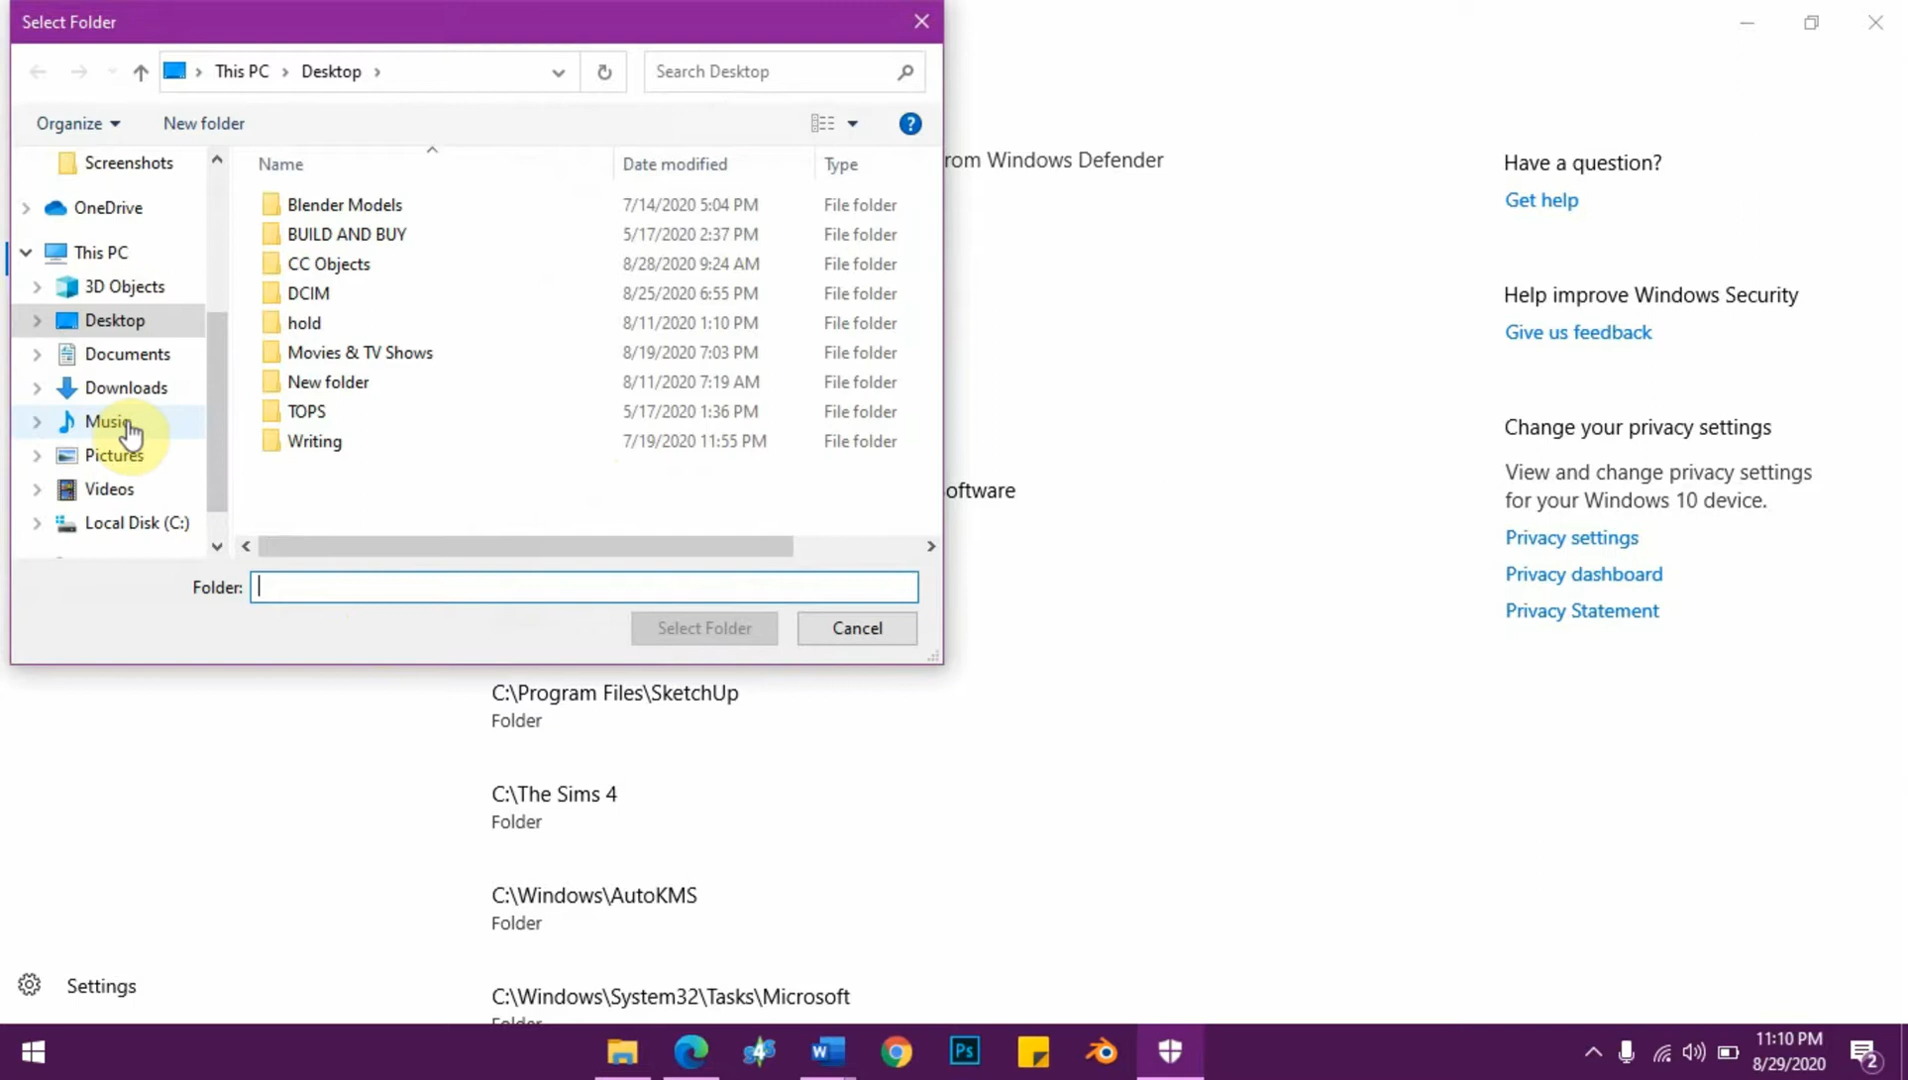 Select Folder
This PC > Desktop >
Search Desktop
Organize
New folder
Screenshots
OneDrive
This PC
3D Objects
Desktop
Documents
Downloads
Music
Pictures
Videos
Local Disk (C:)
Name Date modified Type
Blender Models 7/14/2020 5:04 PM File folder
BUILD AND BUY 5/17/2020 2:37 PM File folder
CC Objects 8/28/2020 9:24 AM File folder
DCIM 8/25/2020 6:55 PM File folder
hold 8/11/2020 1:10 PM File folder
Movies & TV Shows 8/19/2020 7:03 PM File folder
New folder 8/11/2020 7:19 AM File folder
TOPS 5/17/2020 1:36 PM File folder
Writing 7/19/2020 11:55 PM File folder
Folder:
Select Folder
Cancel
rom Windows Defender
oftware
C:\Program Files\SketchUp
Folder
C:\The Sims 4
Folder
C:\Windows\AutoKMS
Folder
C:\Windows\System32\Tasks\Microsoft
Folder
Have a question?
Get help
Help improve Windows Security
Give us feedback
Change your privacy settings
View and change privacy settings
for your Windows 10 device.
Privacy settings
Privacy dashboard
Privacy Statement
Settings
11:10 PM
8/29/2020
2